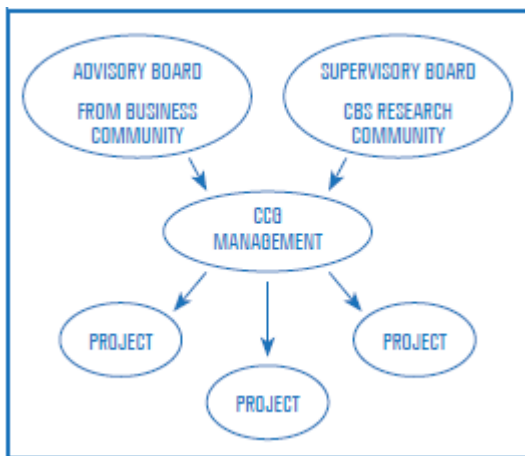 ADVISORY BOARD
FROM BUSINESS
COMMUNITY
SUPERVISORY BOARD
CBS RESEARCH
COMMUNITY
CCG
MANAGEMENT
PROJECT
PROJECT
PROJECT